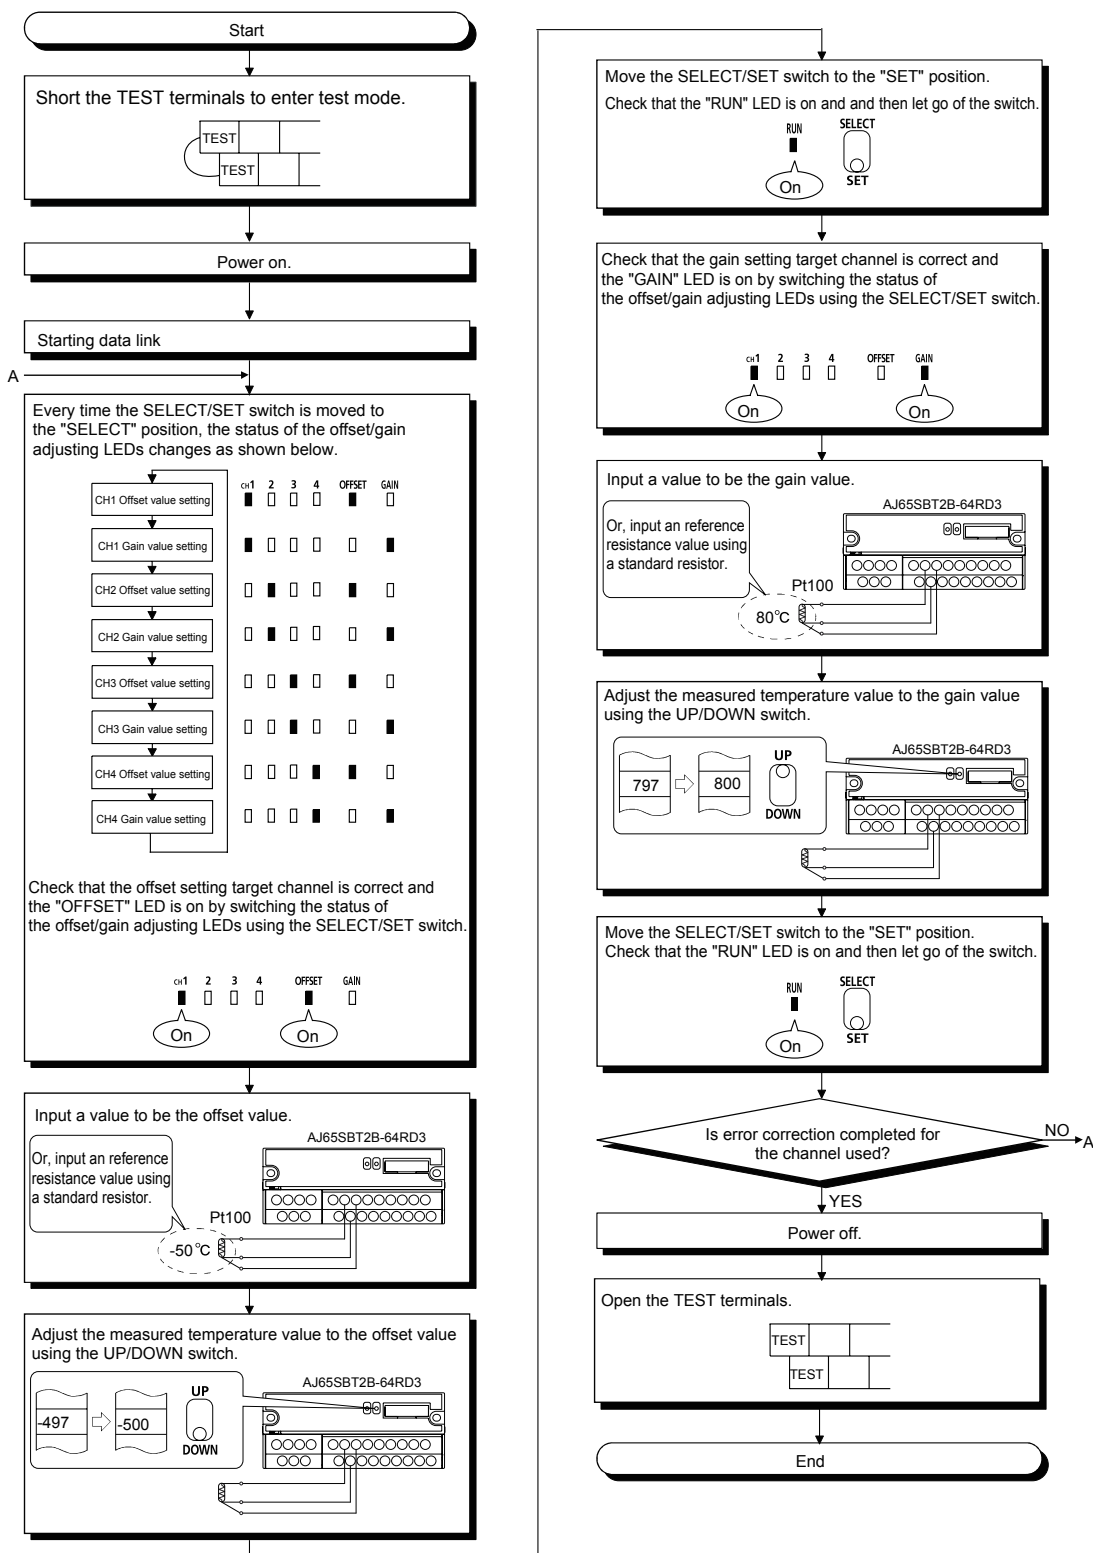 Start
Short the TEST terminals to enter test mode.
TEST
TEST
Power on.
Starting data link
A
Every time the SELECT/SET switch is moved to
the "SELECT" position, the status of the offset/gain
adjusting LEDs changes as shown below.
CH1 2 3 4 OFFSET GAIN
CH1 Offset value setting
CH1 Gain value setting
CH2 Offset value setting
CH2 Gain value setting
CH3 Offset value setting
CH3 Gain value setting
CH4 Offset value setting
CH4 Gain value setting
Check that the offset setting target channel is correct and
the "OFFSET" LED is on by switching the status of
the offset/gain adjusting LEDs using the SELECT/SET switch.
CH1 2 3 4 OFFSET GAIN
On On
Input a value to be the offset value.
Or, input an reference
resistance value using
a standard resistor.
AJ65SBT2B-64RD3
Pt100
-50°C
Adjust the measured temperature value to the offset value
using the UP/DOWN switch.
-497 -500
UP
DOWN
AJ65SBT2B-64RD3
Move the SELECT/SET switch to the "SET" position.
Check that the "RUN" LED is on and and then let go of the switch.
RUN
On
SELECT
SET
Check that the gain setting target channel is correct and
the "GAIN" LED is on by switching the status of
the offset/gain adjusting LEDs using the SELECT/SET switch.
CH1 2 3 4 OFFSET GAIN
On On
Input a value to be the gain value.
Or, input an reference
resistance value using
a standard resistor.
AJ65SBT2B-64RD3
Pt100
80°C
Adjust the measured temperature value to the gain value
using the UP/DOWN switch.
797 800
UP
DOWN
AJ65SBT2B-64RD3
Move the SELECT/SET switch to the "SET" position.
Check that the "RUN" LED is on and then let go of the switch.
RUN
On
SELECT
SET
Is error correction completed for
the channel used?
NO
A
YES
Power off.
Open the TEST terminals.
TEST
TEST
End